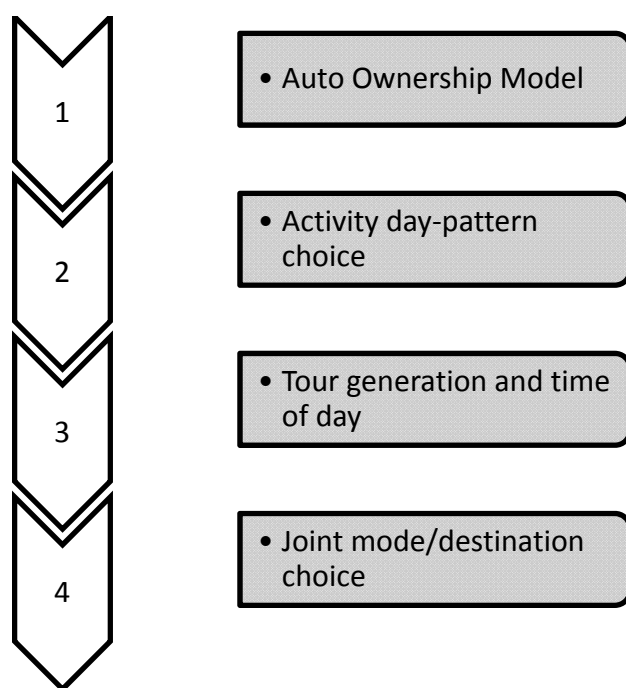 1
• Auto Ownership Model
2
• Activity day-pattern
choice
3
• Tour generation and time
of day
4
• Joint mode/destination
choice